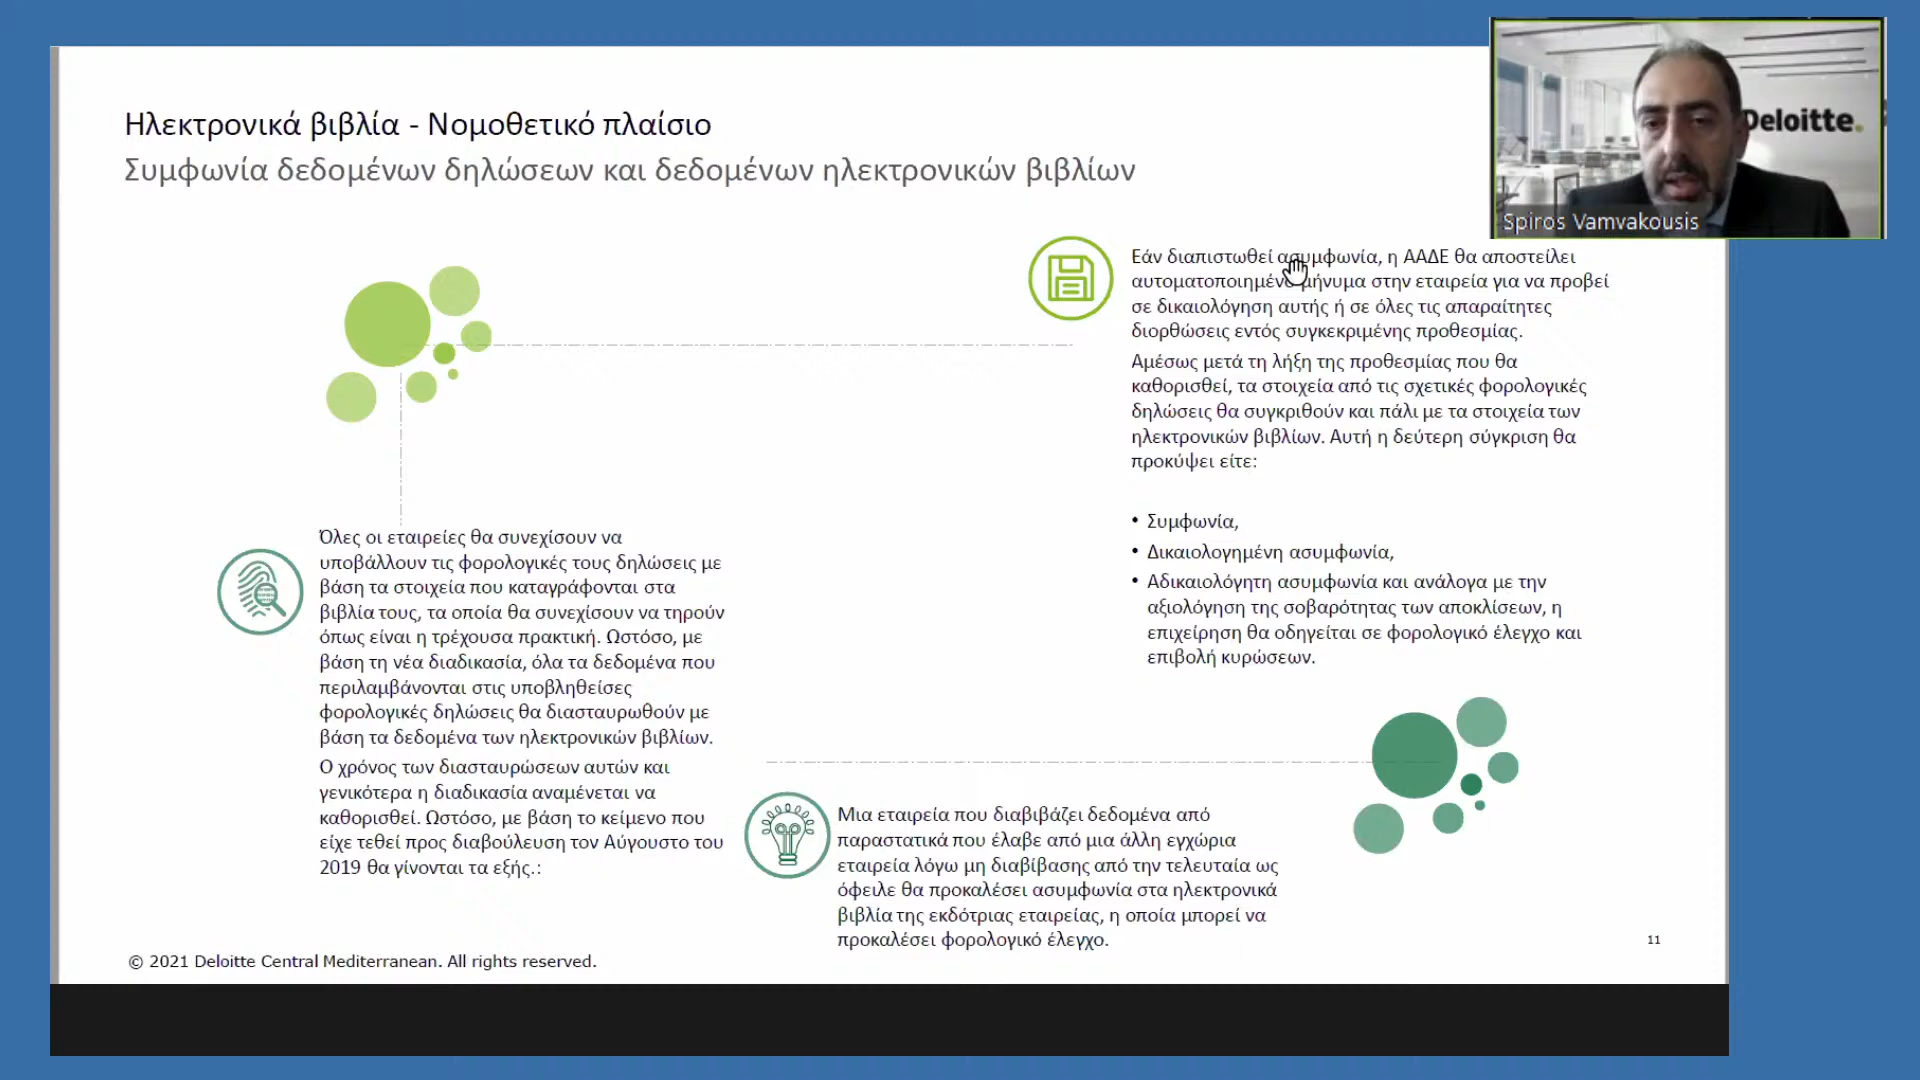 Ηλεκτρονικά βιβλία - Νομοθετικό πλαίσιο
Συμφωνία δεδομένων δηλώσεων και δεδομένων ηλεκτρονικών βιβλίων
Deloitte.
Spiros Vamvakousis
Εάν διαπιστωθεί ασυμφωνία, η ΑΑΔΕ θα αποστείλει
αυτοματοποιημένο μήνυμα στην εταιρεία για να προβεί
σε δικαιολόγηση αυτής ή σε όλες τις απαραίτητες
διορθώσεις εντός συγκεκριμένης προθεσμίας.
Αμέσως μετά τη λήξη της προθεσμίας που θα
καθορισθεί, τα στοιχεία από τις σχετικές φορολογικές
δηλώσεις θα συγκριθούν και πάλι με τα στοιχεία των
ηλεκτρονικών βιβλίων. Αυτή η δεύτερη σύγκριση θα
προκύψει είτε:
• Συμφωνία,
• Δικαιολογημένη ασυμφωνία,
• Αδικαιολόγητη ασυμφωνία και ανάλογα με την
αξιολόγηση της σοβαρότητας των αποκλίσεων, η
επιχείρηση θα οδηγείται σε φορολογικό έλεγχο και
επιβολή κυρώσεων.
Όλες οι εταιρείες θα συνεχίσουν να
υποβάλλουν τις φορολογικές τους δηλώσεις με
βάση τα στοιχεία που καταγράφονται στα
βιβλία τους, τα οποία θα συνεχίσουν να τηρούν
όπως είναι η τρέχουσα πρακτική. Ωστόσο, με
βάση τη νέα διαδικασία, όλα τα δεδομένα που
περιλαμβάνονται στις υποβληθείσες
φορολογικές δηλώσεις θα διασταυρωθούν με
βάση τα δεδομένα των ηλεκτρονικών βιβλίων.
Ο χρόνος των διασταυρώσεων αυτών και
γενικότερα η διαδικασία αναμένεται να
καθορισθεί. Ωστόσο, με βάση το κείμενο που
είχε τεθεί προς διαβούλευση τον Αύγουστο του
2019 θα γίνονται τα εξής.:
Μια εταιρεία που διαβιβάζει δεδομένα από
παραστατικά που έλαβε από μια άλλη εγχώρια
εταιρεία λόγω μη διαβίβασης από την τελευταία ως
όφειλε θα προκαλέσει ασυμφωνία στα ηλεκτρονικά
βιβλία της εκδότριας εταιρείας, η οποία μπορεί να
προκαλέσει φορολογικό έλεγχο.
11
© 2021 Deloitte Central Mediterranean. All rights reserved.